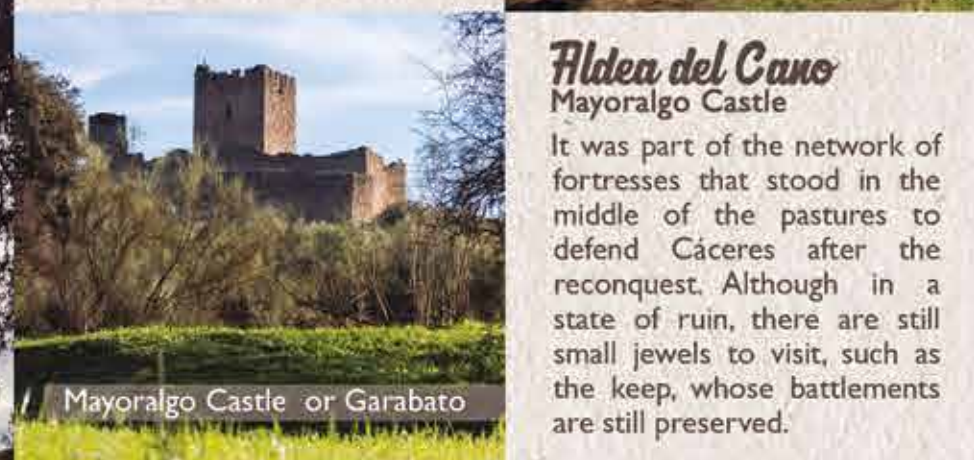 Aldea del Cano
Mayoralgo Castle
It was part of the network of
fortresses that stood in the
middle of the pastures to
defend Cáceres after the
reconquest. Although in a
state of ruin, there are still
small jewels to visit, such as
the keep, whose battlements
are still preserved.
Mayoralgo Castle or Garabato